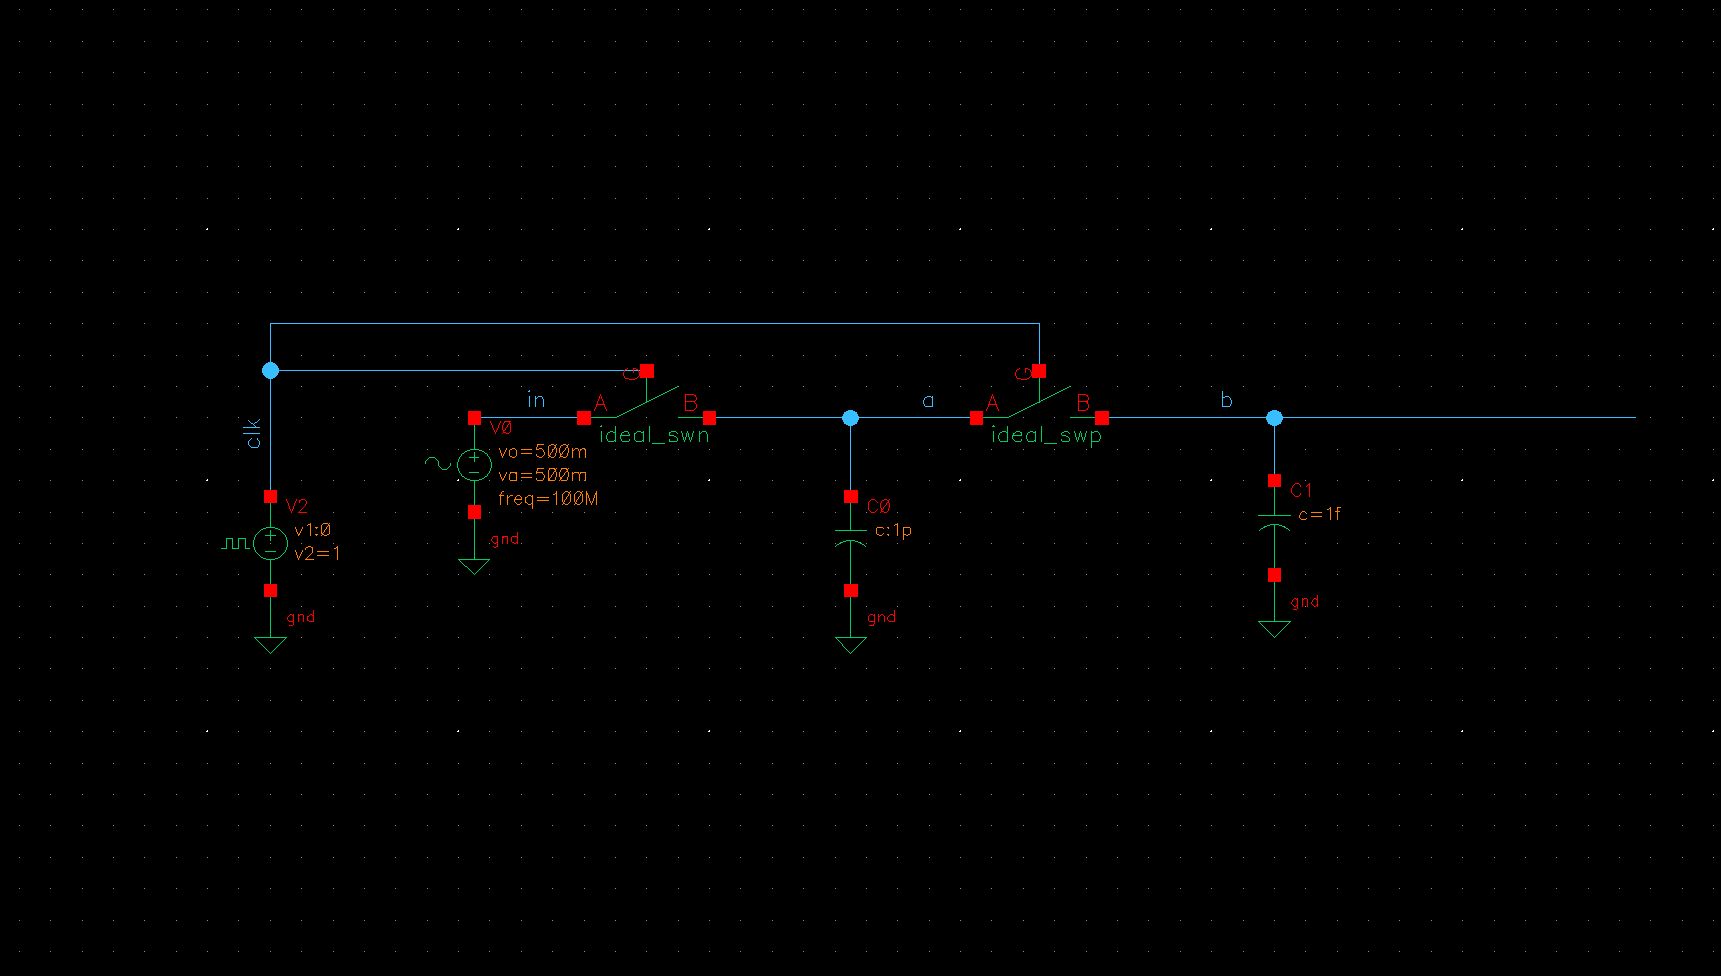 G
G
in
A
B
a
A
B
b
clk
V0
ideal_swn
ideal_swp
vo=500m
va=500m
freq=100M
V2
v1:0
v2=1
gnd
C0
c:1p
C1
c=1f
gnd
gnd
gnd